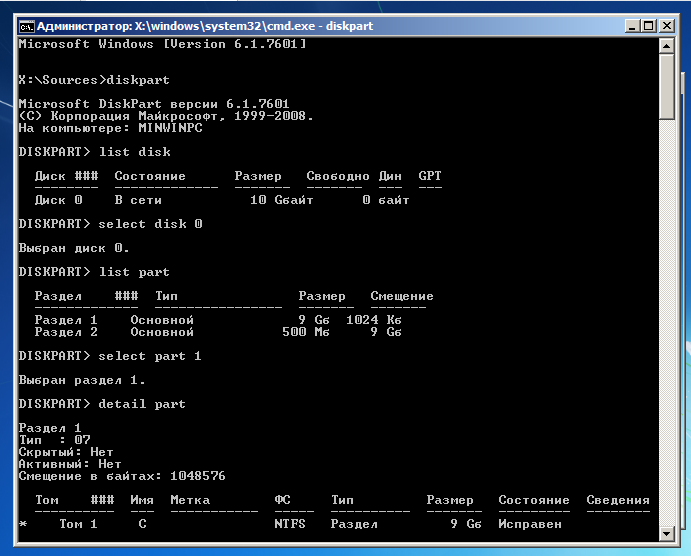 Администратор: X:\windows\system32\cmd.exe - diskpart
Microsoft Windows [Version 6.1.7601]
X:\Sources>diskpart
Microsoft DiskPart версии 6.1.7601
(C) Корпорация Майкрософт, 1999-2008.
На компьютере: MINWINPC
DISKPART> list disk
Диск ### Состояние Размер Свободно Дин GPT
-------- ------------- ------- ------- --- ---
Диск 0 В сети 10 Gбайт 0 байт
DISKPART> select disk 0
Выбран диск 0.
DISKPART> list part
Раздел ### Тип Размер Смещение
------------- ---------------- ------- -------
Раздел 1 Основной 9 Gб 1024 Kб
Раздел 2 Основной 500 Mб 9 Gб
DISKPART> select part 1
Выбран раздел 1.
DISKPART> detail part
Раздел 1
Тип : 07
Скрытый: Нет
Активный: Нет
Смещение в байтах: 1048576
Том ### Имя Метка ФС Тип Размер Состояние Сведения
---------- --- ----------- ----- ---------- ------- --------- --------
* Том 1 C NTFS Раздел 9 Gб Исправен